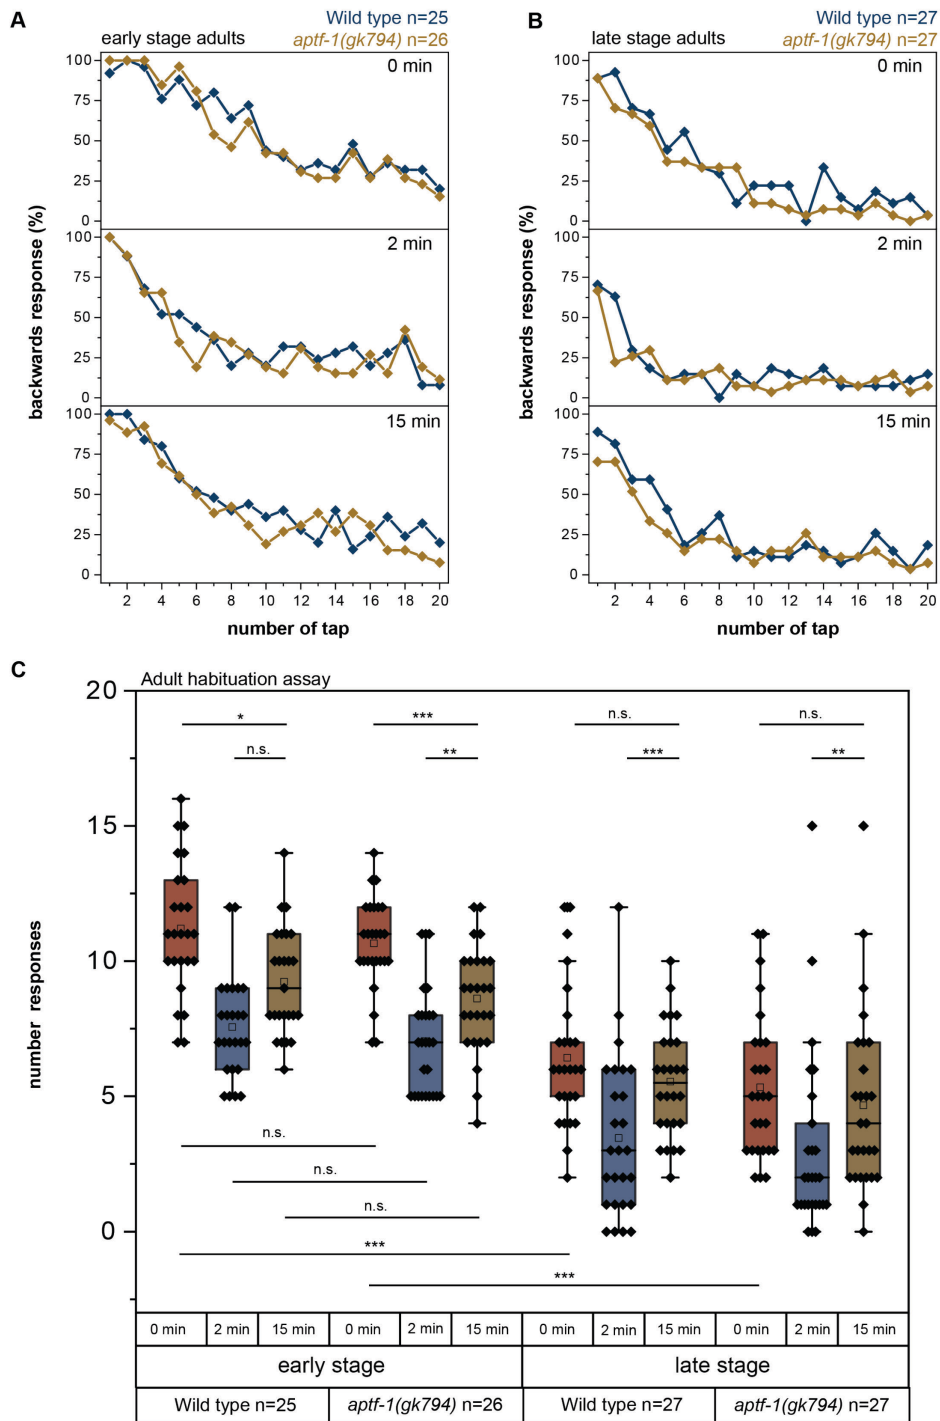 A
Wild type n=25
early stage adults aptf-1(gk794) n=26
0 min
100
75
50
25
0
2 min
100
75
50
25
0
15 min
100
75
50
25
0
backwards response (%)
2 4 6 8 10 12 14 16 18 20
number of tap
B
Wild type n=27
late stage adults aptf-1(gk794) n=27
0 min
100
75
50
25
0
2 min
100
75
50
25
0
15 min
100
75
50
25
0
backwards response (%)
2 4 6 8 10 12 14 16 18 20
number of tap
C
Adult habituation assay
20
15
10
5
0
number responses
* *** n.s. n.s.
n.s. ** *** **
n.s.
n.s.
n.s.
***
***
0 min 2 min 15 min 0 min 2 min 15 min 0 min 2 min 15 min 0 min 2 min 15 min
early stage late stage
Wild type n=25 aptf-1(gk794) n=26 Wild type n=27 aptf-1(gk794) n=27